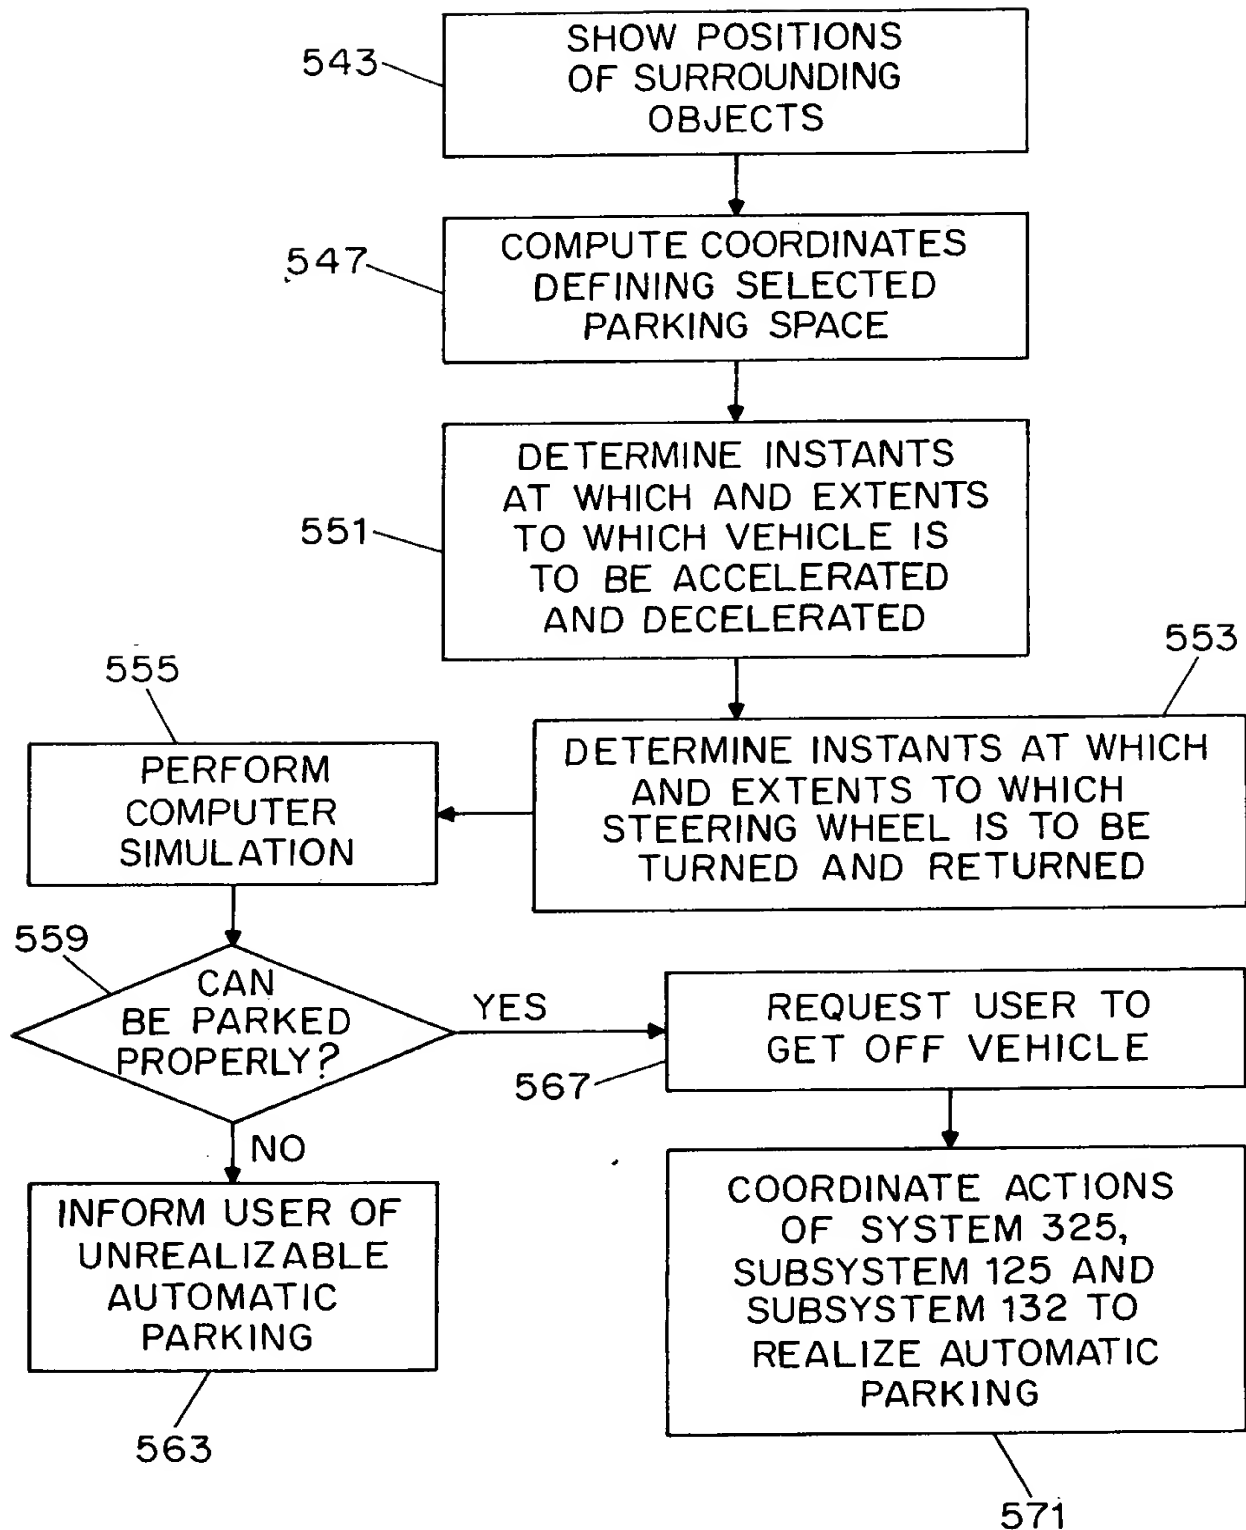 543
SHOW POSITIONS
OF SURROUNDING
OBJECTS
547
COMPUTE COORDINATES
DEFINING SELECTED
PARKING SPACE
551
DETERMINE INSTANTS
AT WHICH AND EXTENTS
TO WHICH VEHICLE IS
TO BE ACCELERATED
AND DECELERATED
553
DETERMINE INSTANTS AT WHICH
AND EXTENTS TO WHICH
STEERING WHEEL IS TO BE
TURNED AND RETURNED
555
PERFORM
COMPUTER
SIMULATION
559
CAN
BE PARKED
PROPERLY?
YES
NO
567
REQUEST USER TO
GET OFF VEHICLE
INFORM USER OF
UNREALIZABLE
AUTOMATIC
PARKING
563
COORDINATE ACTIONS
OF SYSTEM 325,
SUBSYSTEM 125 AND
SUBSYSTEM 132 TO
REALIZE AUTOMATIC
PARKING
571